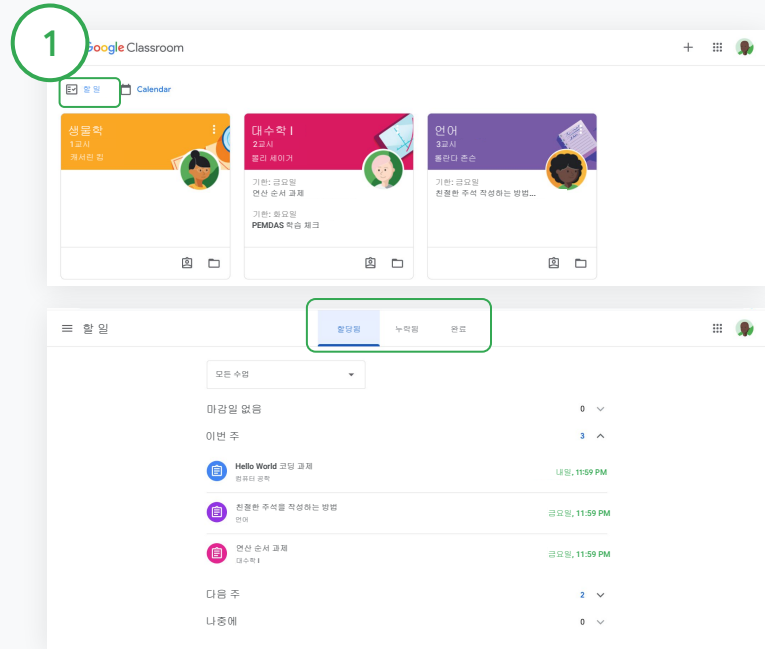 1
Google Classroom
할 일
Calendar
생물학
1교시
캐서린 킴
대수학 I
2교시
몰리 세이거
기한: 금요일
연산 순서 과제
기한: 화요일
PEMDAS 학습 체크
언어
3교시
욜란다 존슨
기한: 금요일
친절한 주석 작성하는 방법...
할 일
할당됨
누락됨
완료
모든 수업
마감일 없음
0
이번 주
3
Hello World 코딩 과제
컴퓨터 공학
내일, 11:59 PM
친절한 주석를 작성하는 방법
언어
금요일, 11:59 PM
연산 순서 과제
대수학 I
금요일, 11:59 PM
다음 주
2
나중에
0